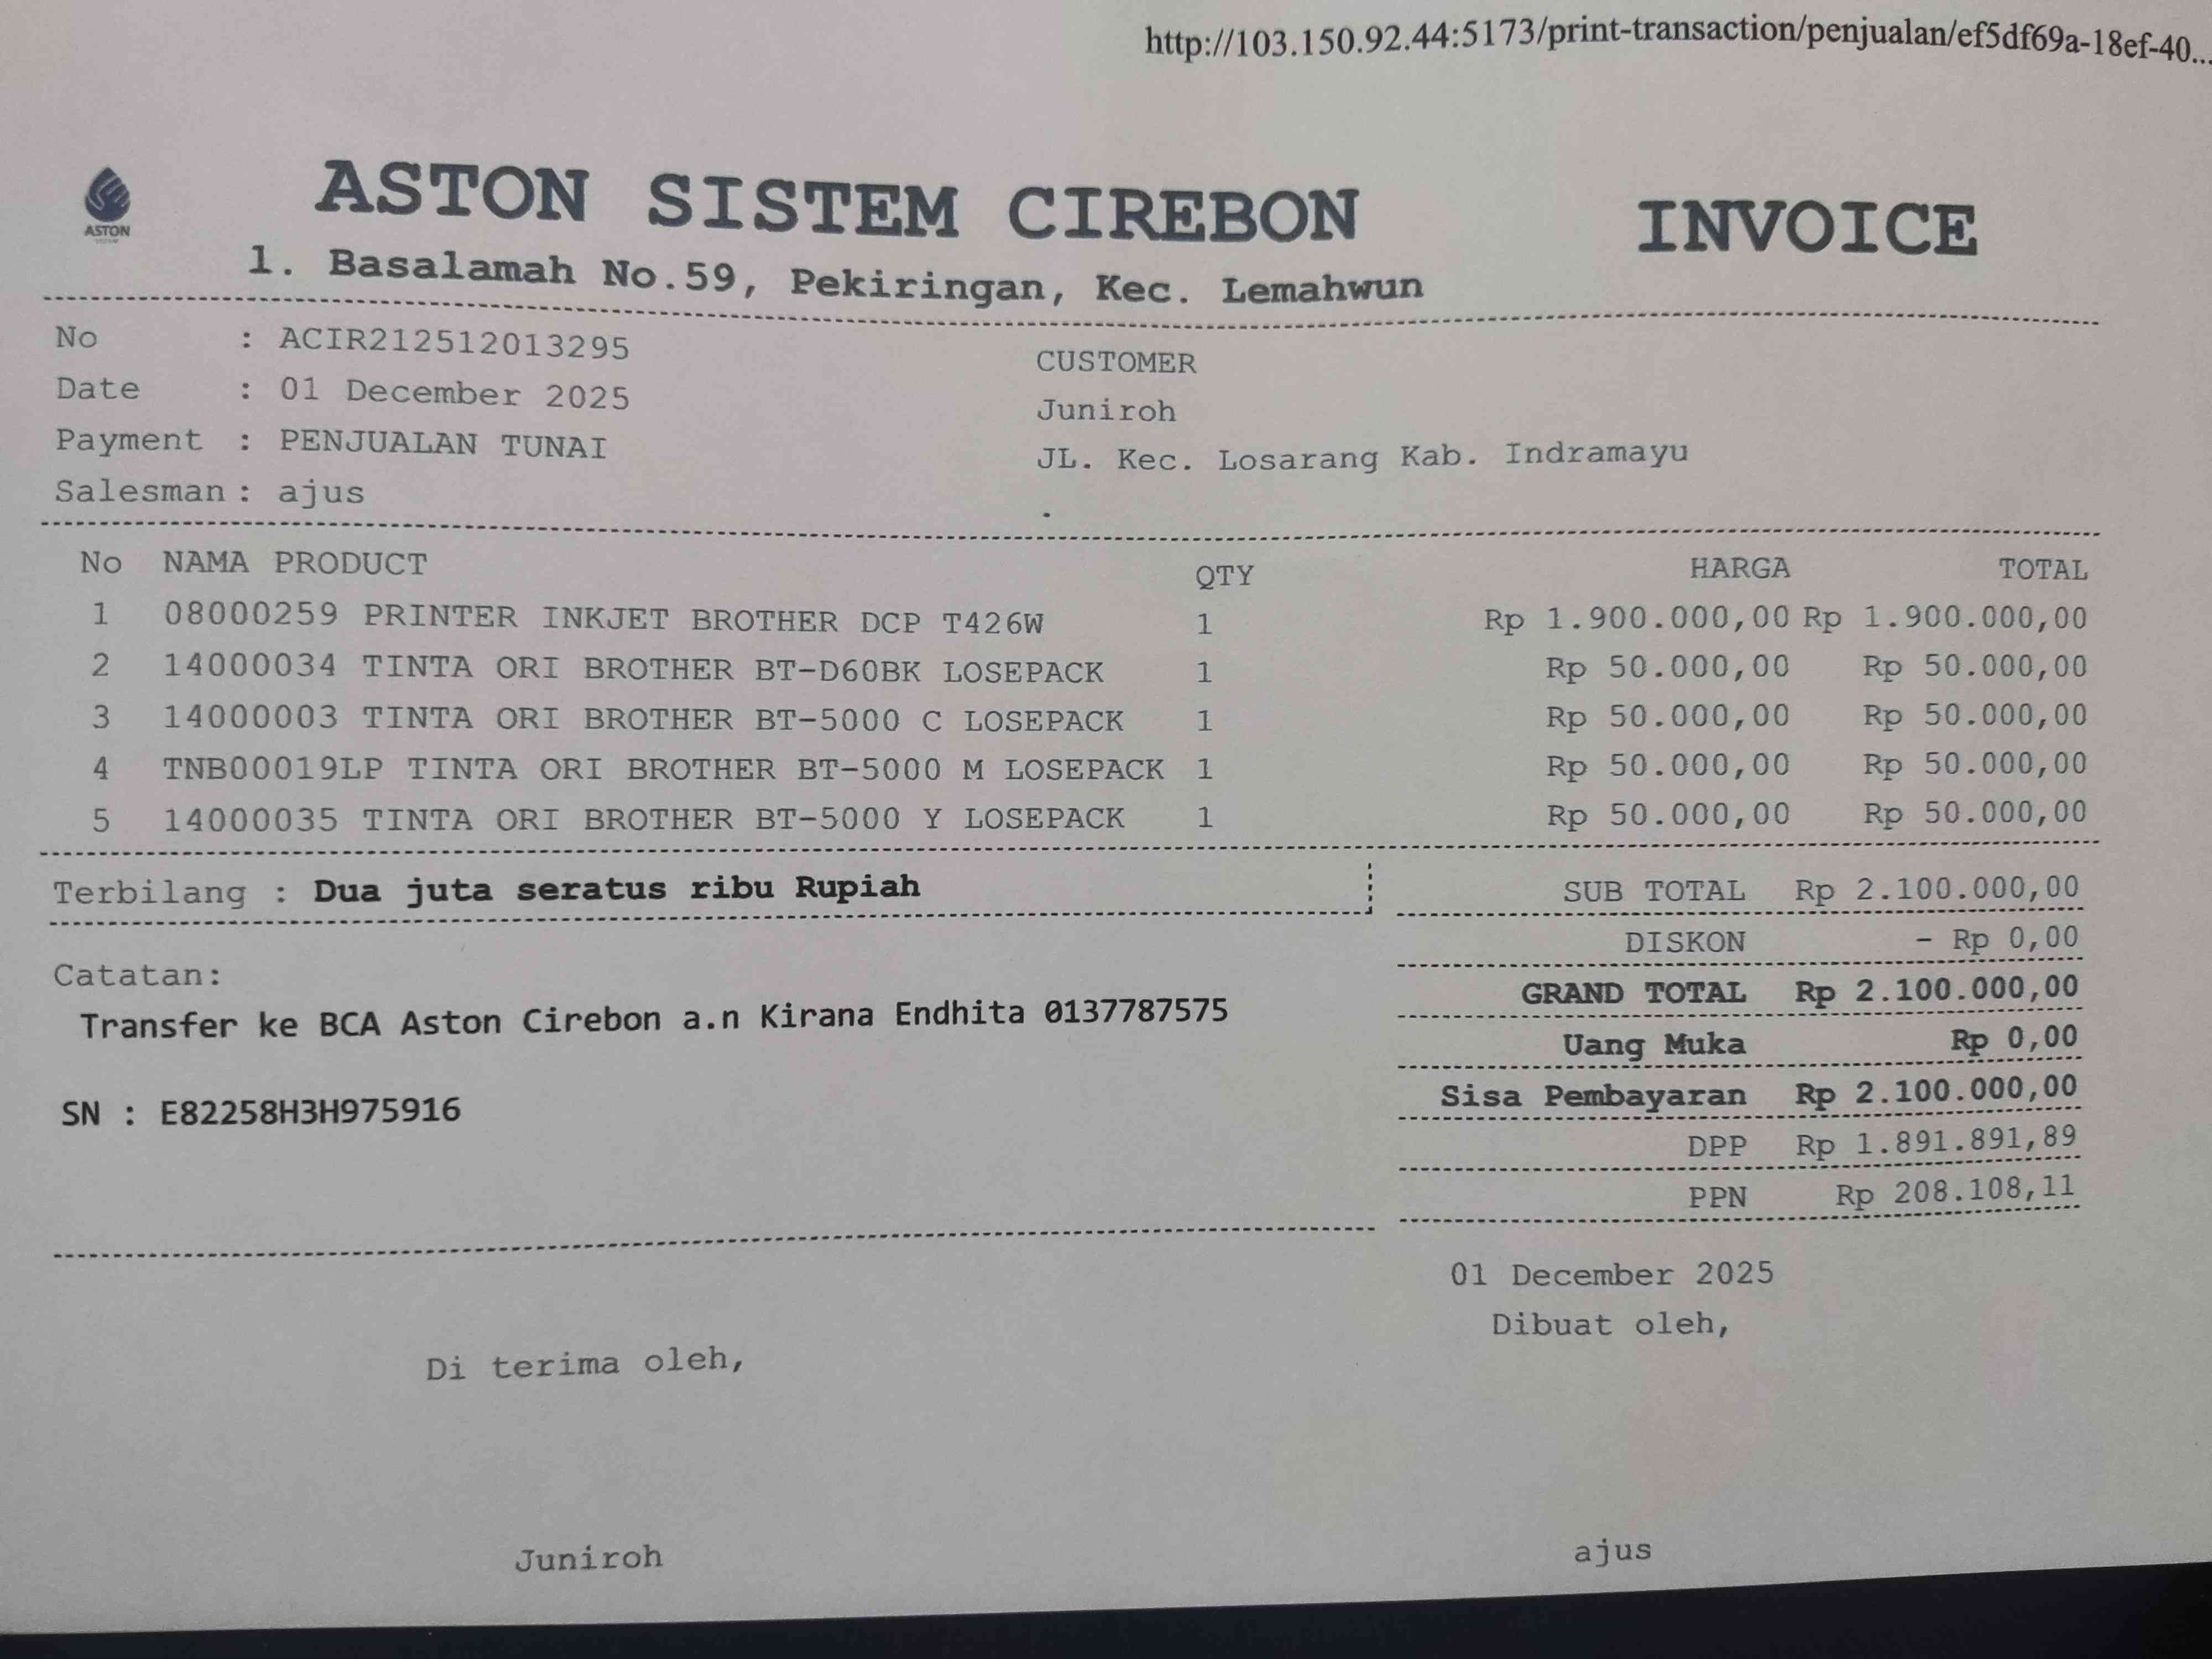 http://103.150.92.44:5173/print-transaction/penjualan/ef5df69a-18ef-40...
ASTON
ASTON SISTEM CIREBON
INVOICE
l. Basalamah No.59, Pekiringan, Kec. Lemahwun
No : ACIR212512013295
Date : 01 December 2025
Payment : PENJUALAN TUNAI
Salesman : ajus
CUSTOMER
Juniroh
JL. Kec. Losarang Kab. Indramayu
.
No NAMA PRODUCT QTY HARGA TOTAL
1 08000259 PRINTER INKJET BROTHER DCP T426W 1 Rp 1.900.000,00 Rp 1.900.000,00
2 14000034 TINTA ORI BROTHER BT-D60BK LOSEPACK 1 Rp 50.000,00 Rp 50.000,00
3 14000003 TINTA ORI BROTHER BT-5000 C LOSEPACK 1 Rp 50.000,00 Rp 50.000,00
4 TNB00019LP TINTA ORI BROTHER BT-5000 M LOSEPACK 1 Rp 50.000,00 Rp 50.000,00
5 14000035 TINTA ORI BROTHER BT-5000 Y LOSEPACK 1 Rp 50.000,00 Rp 50.000,00
Terbilang : Dua juta seratus ribu Rupiah
Catatan:
Transfer ke BCA Aston Cirebon a.n Kirana Endhita 0137787575
SN : E82258H3H975916
SUB TOTAL Rp 2.100.000,00
DISKON - Rp 0,00
GRAND TOTAL Rp 2.100.000,00
Uang Muka Rp 0,00
Sisa Pembayaran Rp 2.100.000,00
DPP Rp 1.891.891,89
PPN Rp 208.108,11
01 December 2025
Dibuat oleh,
Di terima oleh,
Juniroh
ajus